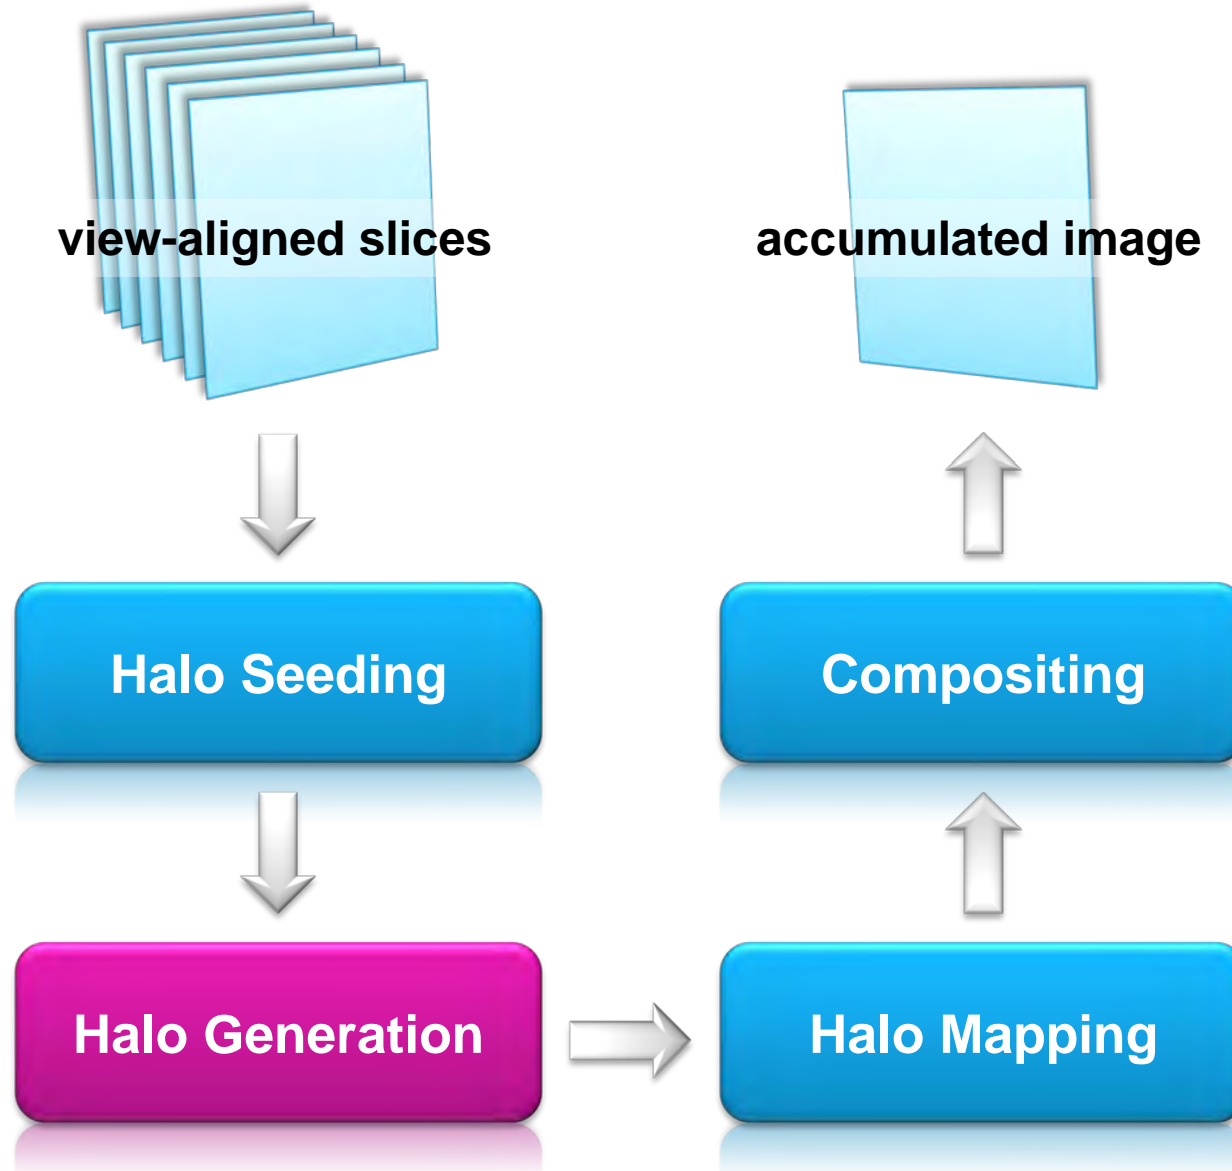 view-aligned slices
accumulated image
Halo Seeding
Compositing
Halo Generation
Halo Mapping